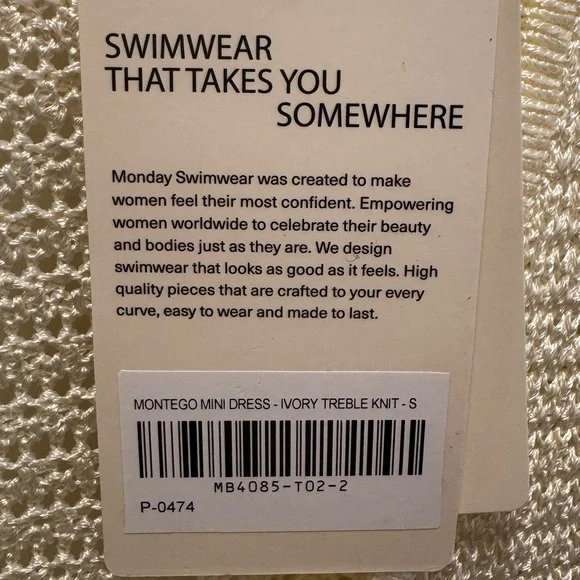 SWIMWEAR
THAT TAKES YOU
SOMEWHERE
Monday Swimwear was created to make
women feel their most confident. Empowering
women worldwide to celebrate their beauty
and bodies just as they are. We design
swimwear that looks as good as it feels. High
quality pieces that are crafted to your every
curve, easy to wear and made to last.
MONTEGO MINI DRESS - IVORY TREBLE KNIT - S
MB4085-T02-2
P-0474